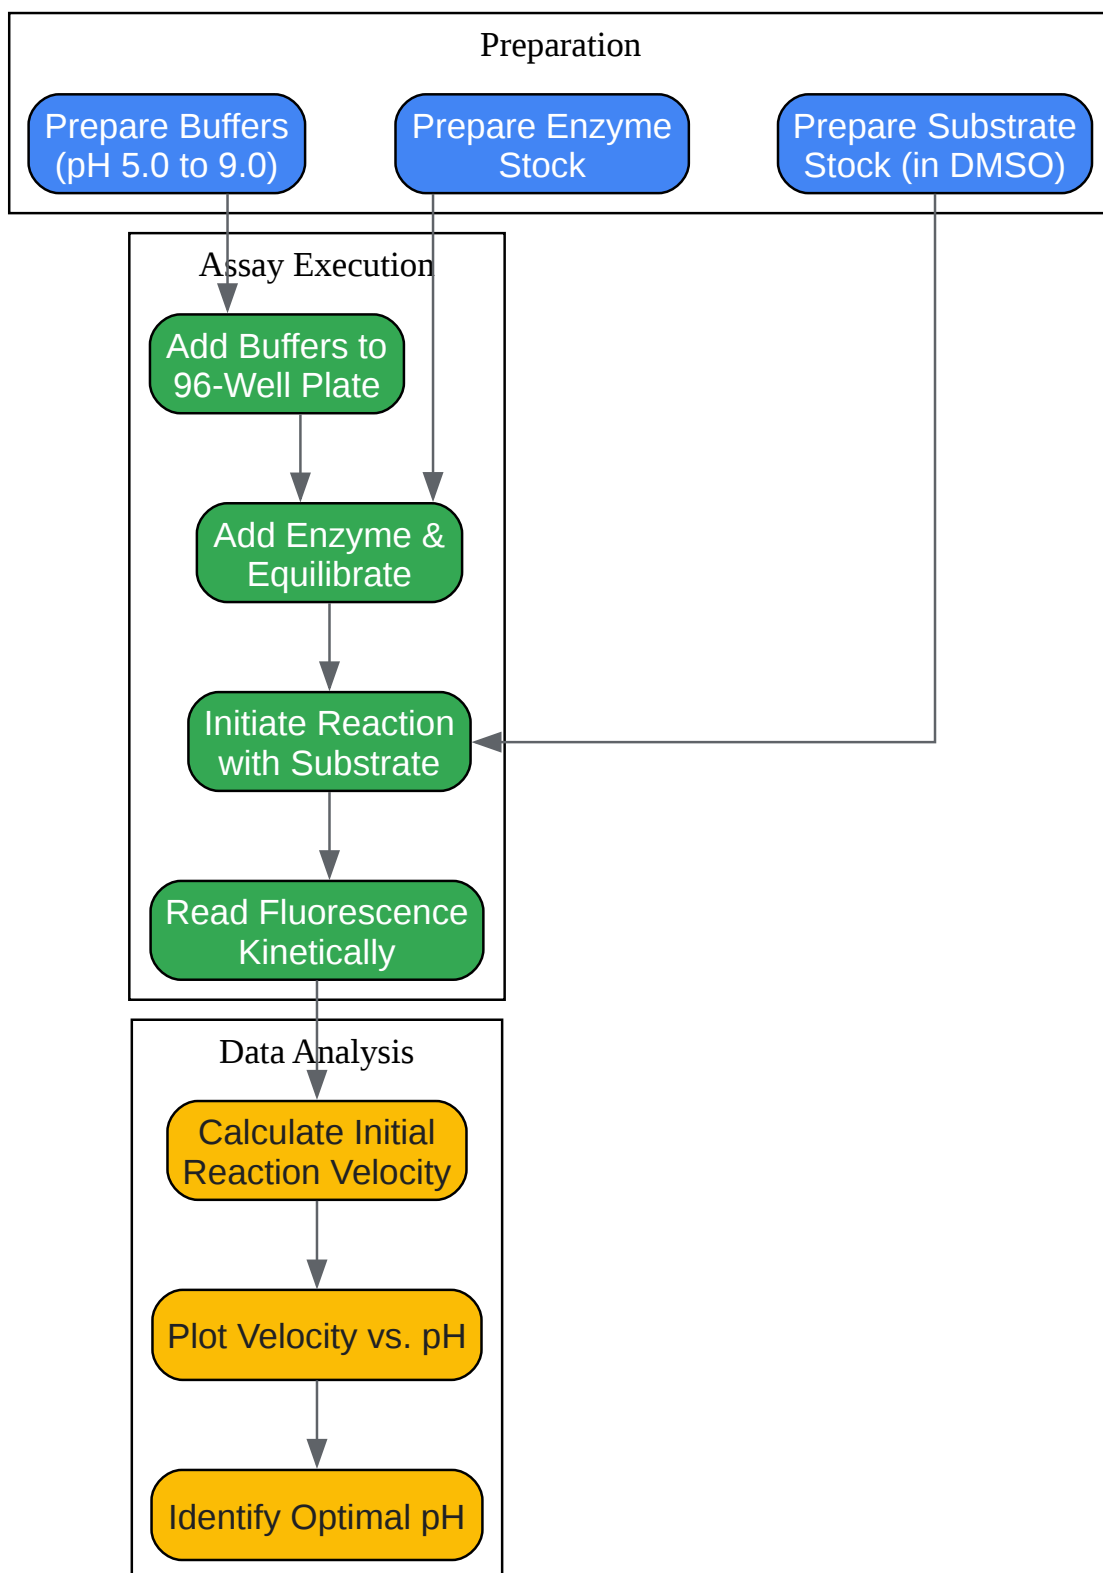 Preparation
Prepare Buffers
(pH 5.0 to 9.0)
Prepare Enzyme
Stock
Prepare Substrate
Stock (in DMSO)
Assay Execution
Add Buffers to
96-Well Plate
Add Enzyme &
Equilibrate
Initiate Reaction
with Substrate
Read Fluorescence
Kinetically
Data Analysis
Calculate Initial
Reaction Velocity
Plot Velocity vs. pH
Identify Optimal pH